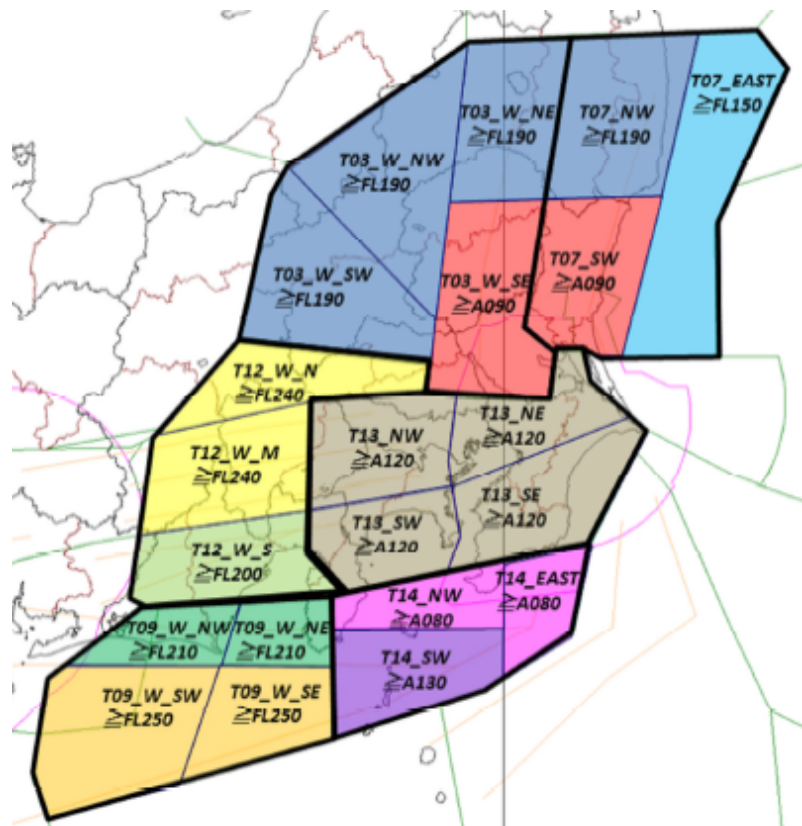 T07_EAST
≧FL150
T03_W_NE
≧FL190
T07_NW
≧FL190
T03_W_NW
≧FL190
T03_W_SW
≧FL190
T03_W_SE
≧A090
T07_SW
≧A090
T12_W_N
≧FL240
T13_NE
≧A120
T13_NW
≧A120
T12_W_M
≧FL240
T13_SE
≧A120
T13_SW
≧A120
T12_W_S
≧FL200
T14_EAST
≧A080
T14_NW
≧A080
T09_W_NW
≧FL210
T09_W_NE
≧FL210
T14_SW
≧A130
T09_W_SW
≧FL250
T09_W_SE
≧FL250